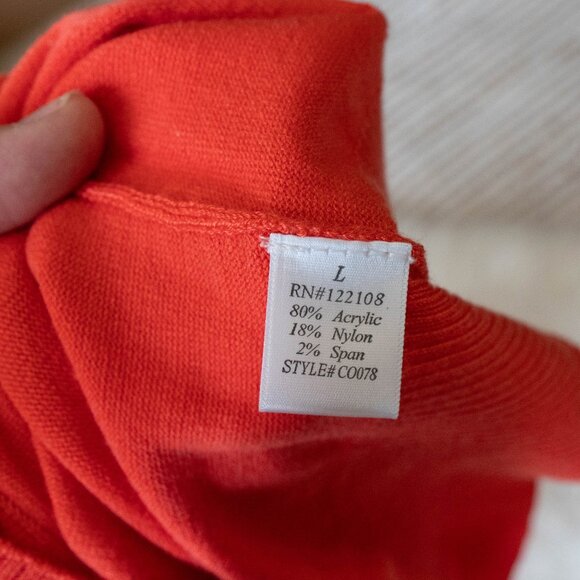 L
RN#122108
80% Acrylic
18% Nylon
2% Span
STYLE# CO078